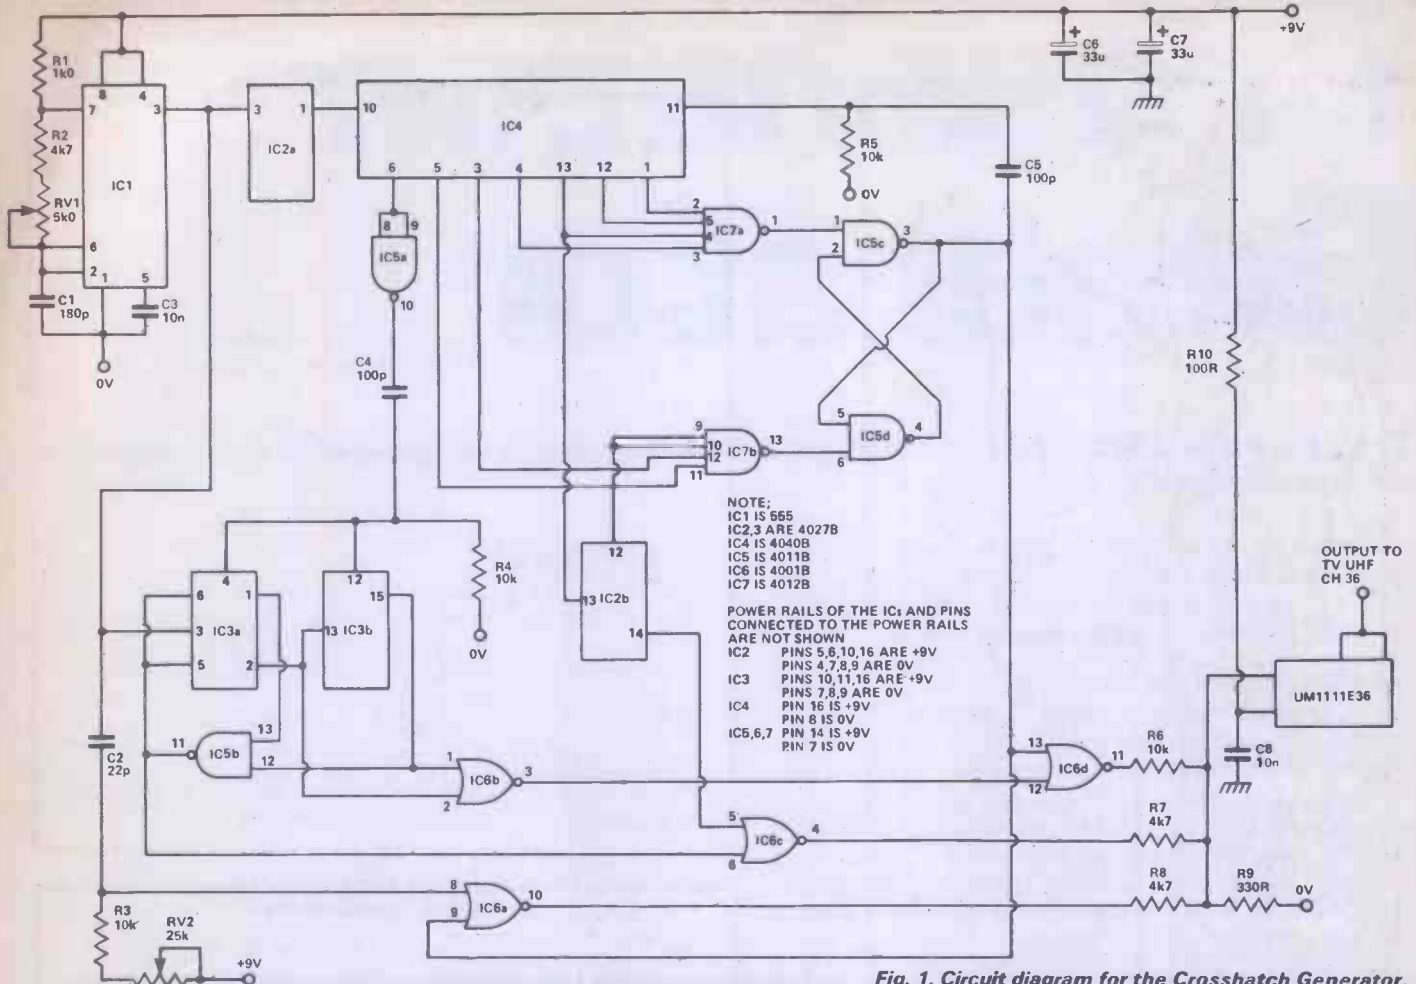 +9V
R1
1k0
C6
33u
C7
33u
8
4
7
3
3
1
10
11
IC4
R2
4k7
IC1
IC2a
R5
10k
C5
100p
6
5
3
4
13
12
1
0V
RV1
5k0
6
2
1
5
8
9
IC5a
10
2
5
4
3
IC7a
1
1
2
IC5c
3
C1
180p
C3
10n
0V
C4
100p
R10
100R
5
6
IC5d
4
9
10
12
11
IC7b
13
NOTE;
IC1 IS 555
IC2,3 ARE 4027B
IC4 IS 4040B
IC5 IS 4011B
IC6 IS 4001B
IC7 IS 4012B
POWER RAILS OF THE ICs AND PINS
CONNECTED TO THE POWER RAILS
ARE NOT SHOWN
IC2 PINS 5,6,10,16 ARE +9V
PINS 4,7,8,9 ARE 0V
IC3 PINS 10,11,16 ARE +9V
PINS 7,8,9 ARE 0V
IC4 PIN 16 IS +9V
PIN 8 IS 0V
IC5,6,7 PIN 14 IS +9V
PIN 7 IS 0V
R4
10k
0V
12
13
IC2b
14
4
6
1
3
IC3a
5
2
12
15
13
IC3b
OUTPUT TO
TV UHF
CH 36
UM1111E36
C2
22p
11
IC5b
13
12
1
2
IC6b
3
13
12
IC6d
11
R6
10k
C8
10n
5
6
IC6c
4
R7
4k7
8
9
IC6a
10
R8
4k7
R9
330R
0V
R3
10k
RV2
25k
+9V
Fig. 1. Circuit diagram for the Crosshatch Generator.